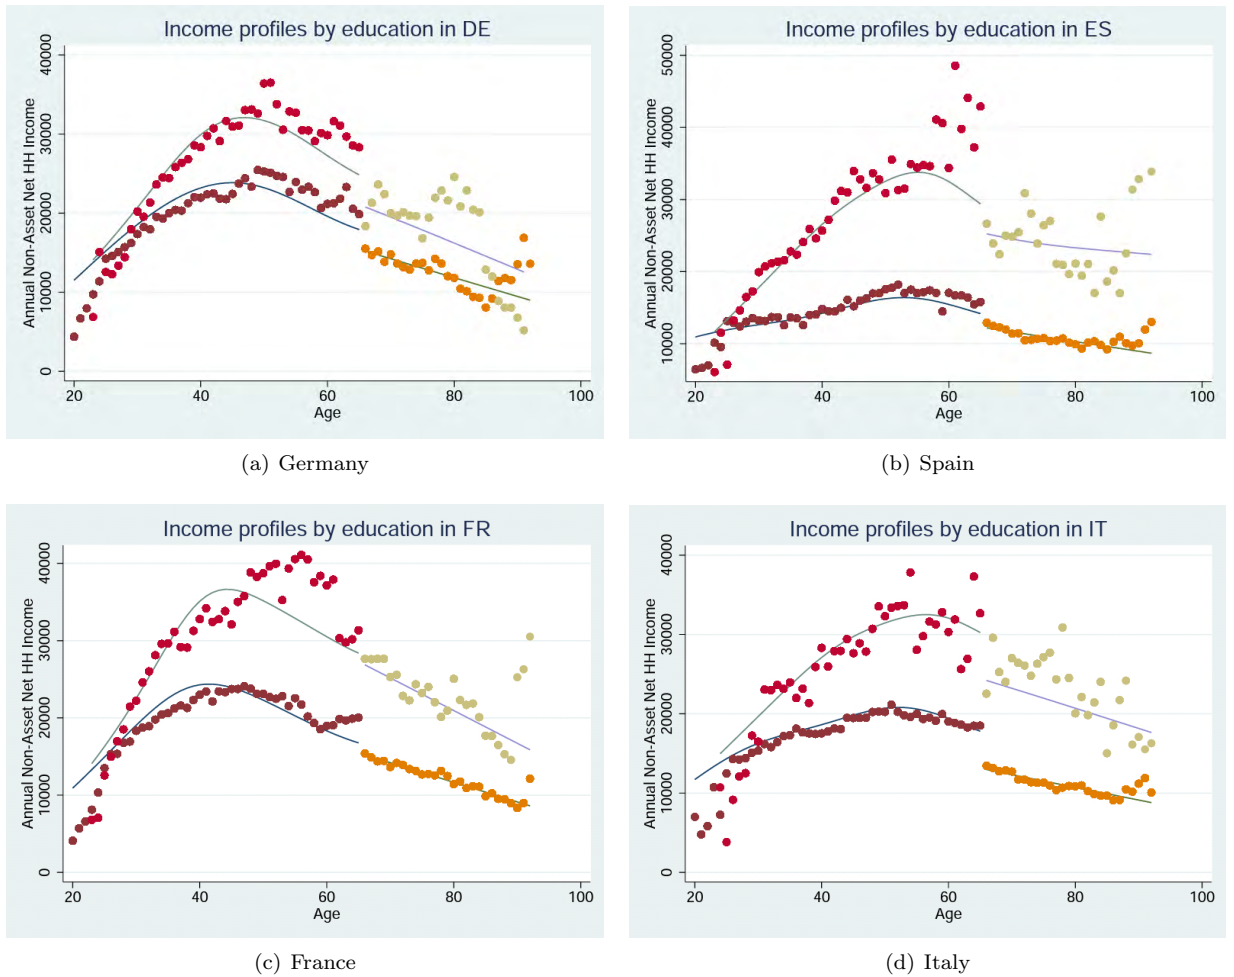 Income profiles by education in DE
Annual Non-Asset Net HH Income
40000
30000
20000
10000
0
20 40 60 80 100
Age
(a) Germany
Income profiles by education in ES
Annual Non-Asset Net HH Income
50000
40000
30000
20000
10000
20 40 60 80 100
Age
(b) Spain
Income profiles by education in FR
Annual Non-Asset Net HH Income
40000
30000
20000
10000
0
20 40 60 80 100
Age
(c) France
Income profiles by education in IT
Annual Non-Asset Net HH Income
40000
30000
20000
10000
0
20 40 60 80 100
Age
(d) Italy